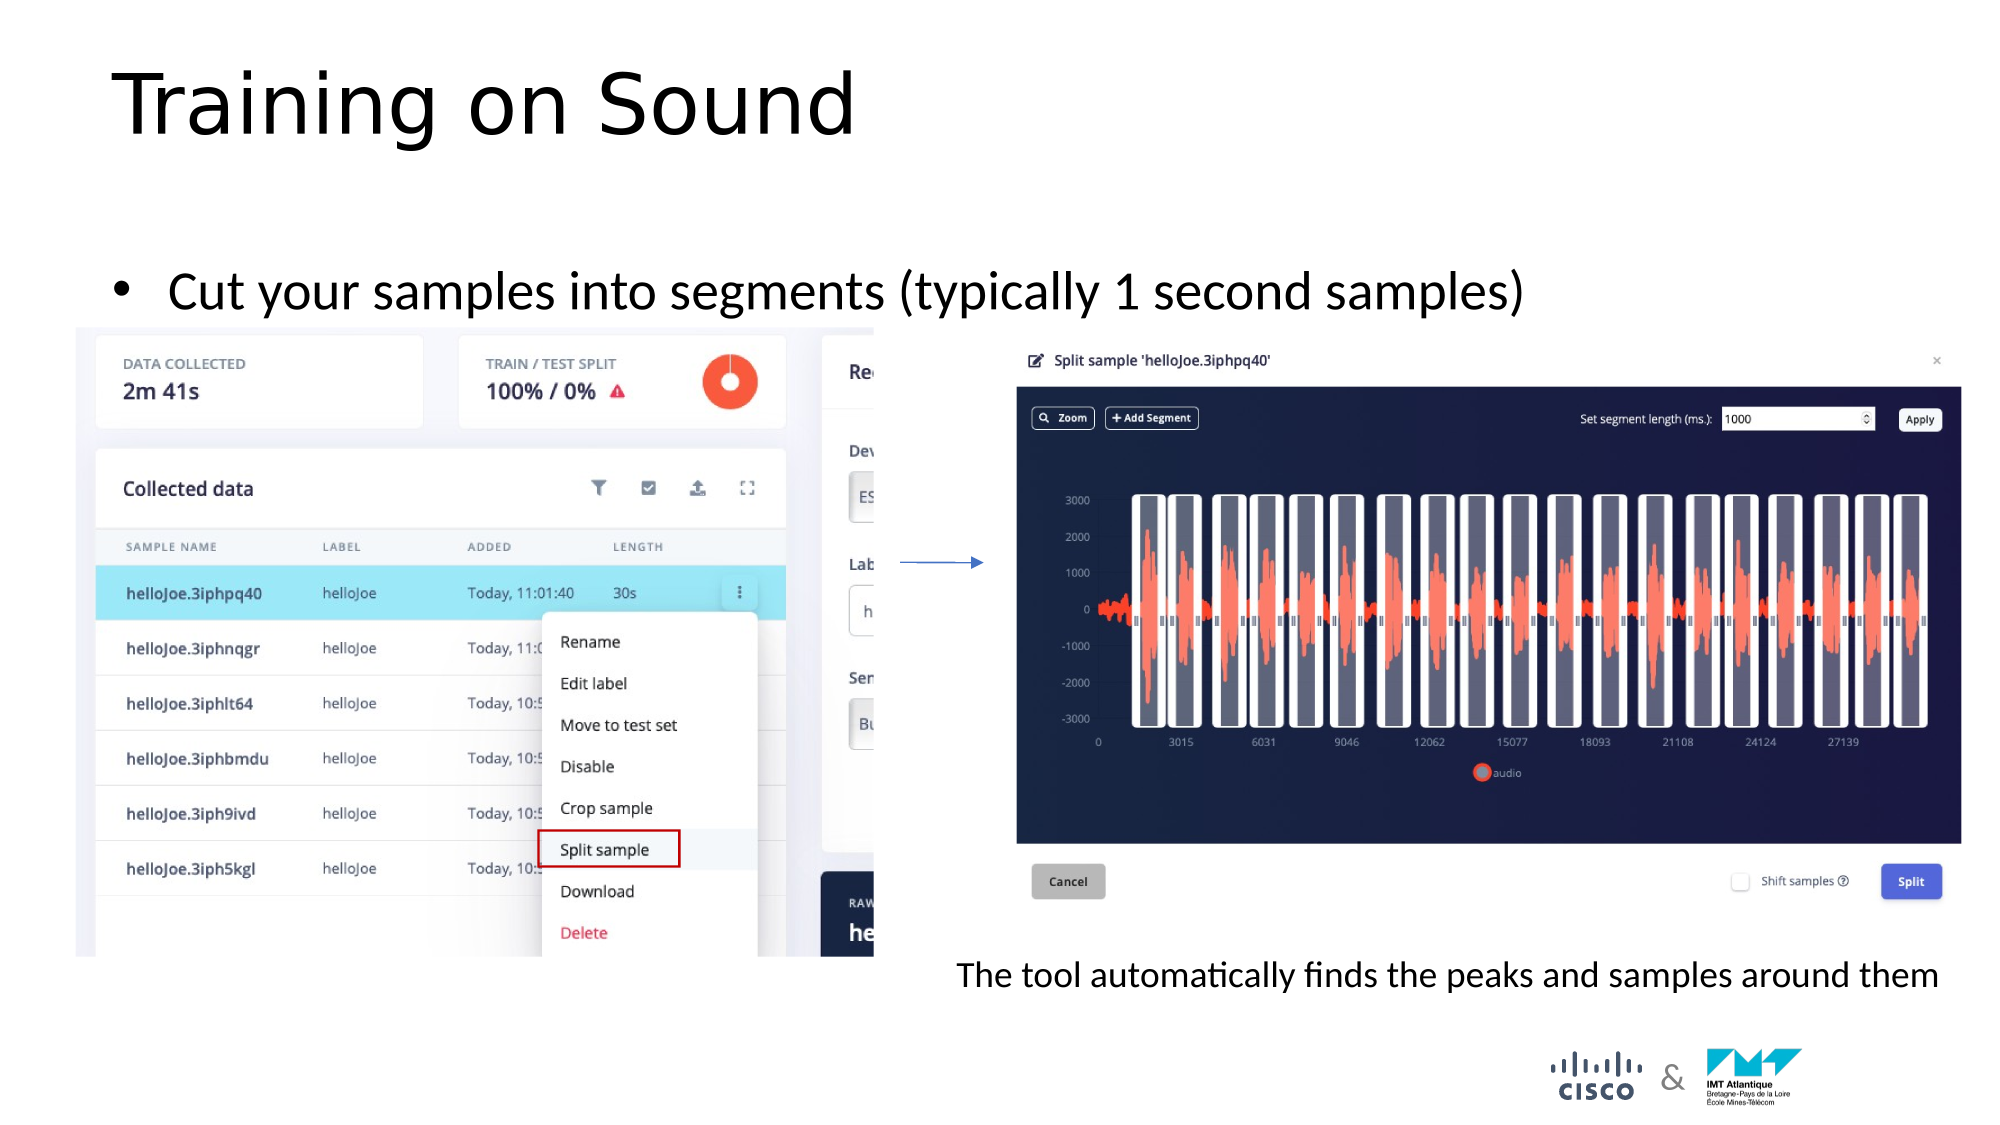 Training on Sound
• Cut your samples into segments (typically 1 second samples)
DATA COLLECTED
2m 41s
TRAIN / TEST SPLIT
100% / 0%
Collected data
SAMPLE NAME LABEL ADDED LENGTH
helloJoe.3iphpq40 helloJoe Today, 11:01:40 30s
helloJoe.3iphnqgr helloJoe Today, 11:0
helloJoe.3iphlt64 helloJoe Today, 10:5
helloJoe.3iphbmdu helloJoe Today, 10:5
helloJoe.3iph9ivd helloJoe Today, 10:5
helloJoe.3iph5kgl helloJoe Today, 10:
Rename
Edit label
Move to test set
Disable
Crop sample
Split sample
Download
Delete
Rec
Dev
ES
Lab
h
Sen
Bu
RAW
he
Split sample 'helloJoe.3iphpq40' ×
Zoom + Add Segment Set segment length (ms.): 1000 Apply
3000
2000
1000
0
-1000
-2000
-3000
0 3015 6031 9046 12062 15077 18093 21108 24124 27139
audio
Cancel Shift samples Split
The tool automatically finds the peaks and samples around them
CISCO & IMT Atlantique
Bretagne-Pays de la Loire
École Mines-Télécom